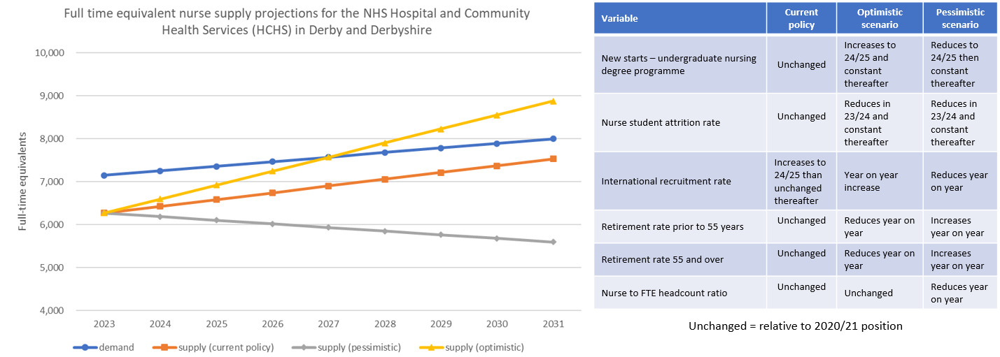 Full time equivalent nurse supply projections for the NHS Hospital and Community
Health Services (HCHS) in Derby and Derbyshire
Full-time equivalents
10,000
9,000
8,000
7,000
6,000
5,000
4,000
2023 2024 2025 2026 2027 2028 2029 2030 2031
demand supply (current policy) supply (pessimistic) supply (optimistic)
Variable
Current
policy
Optimistic
scenario
Pessimistic
scenario
New starts – undergraduate nursing
degree programme
Unchanged
Increases to
24/25 and
constant
thereafter
Reduces to
24/25 then
constant
thereafter
Nurse student attrition rate
Unchanged
Reduces in
23/24 and
constant
thereafter
Reduces in
23/24 and
constant
thereafter
International recruitment rate
Increases to
24/25 than
unchanged
thereafter
Year on year
increase
Reduces year
on year
Retirement rate prior to 55 years
Unchanged
Reduces year on
year
Increases
year on year
Retirement rate 55 and over
Unchanged
Reduces year on
year
Increases
year on year
Nurse to FTE headcount ratio
Unchanged
Unchanged
Reduces year
on year
Unchanged = relative to 2020/21 position